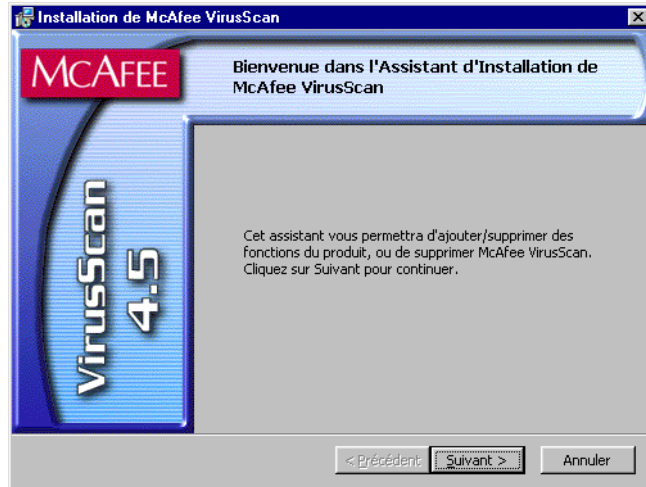 Installation de McAfee VirusScan
MCAFEE
Bienvenue dans l'Assistant d'Installation de
McAfee VirusScan
VirusScan
4.5
Cet assistant vous permettra d'ajouter/supprimer des
fonctions du produit, ou de supprimer McAfee VirusScan.
Cliquez sur Suivant pour continuer.
< Précédent
Suivant >
Annuler